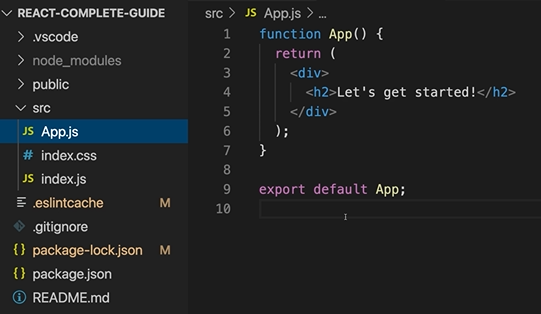 REACT-COMPLETE-GUIDE
.vscode
node_modules
public
src
JS App.js
# index.css
JS index.js
.eslintcache M
.gitignore
{} package-lock.json M
{} package.json
README.md
src > JS App.js > ...
1 function App() {
2 return (
3 <div>
4 <h2>Let's get started!</h2>
5 </div>
6 );
7 }
8
9 export default App;
10